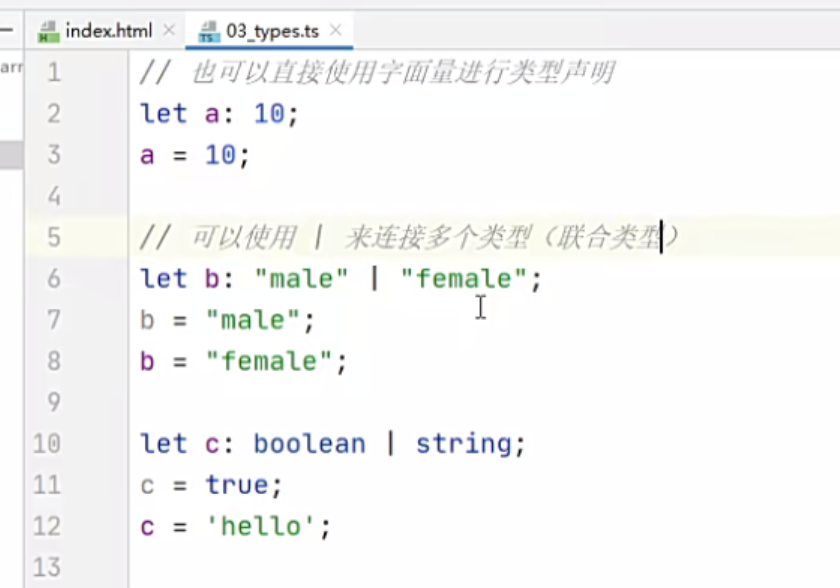 index.html 03_types.ts
arr
1 // 也可以直接使用字面量进行类型声明
2 let a: 10;
3 a = 10;
4
5 // 可以使用 | 来连接多个类型（联合类型）
6 let b: "male" | "female";
7 b = "male";
8 b = "female";
9
10 let c: boolean | string;
11 c = true;
12 c = 'hello';
13